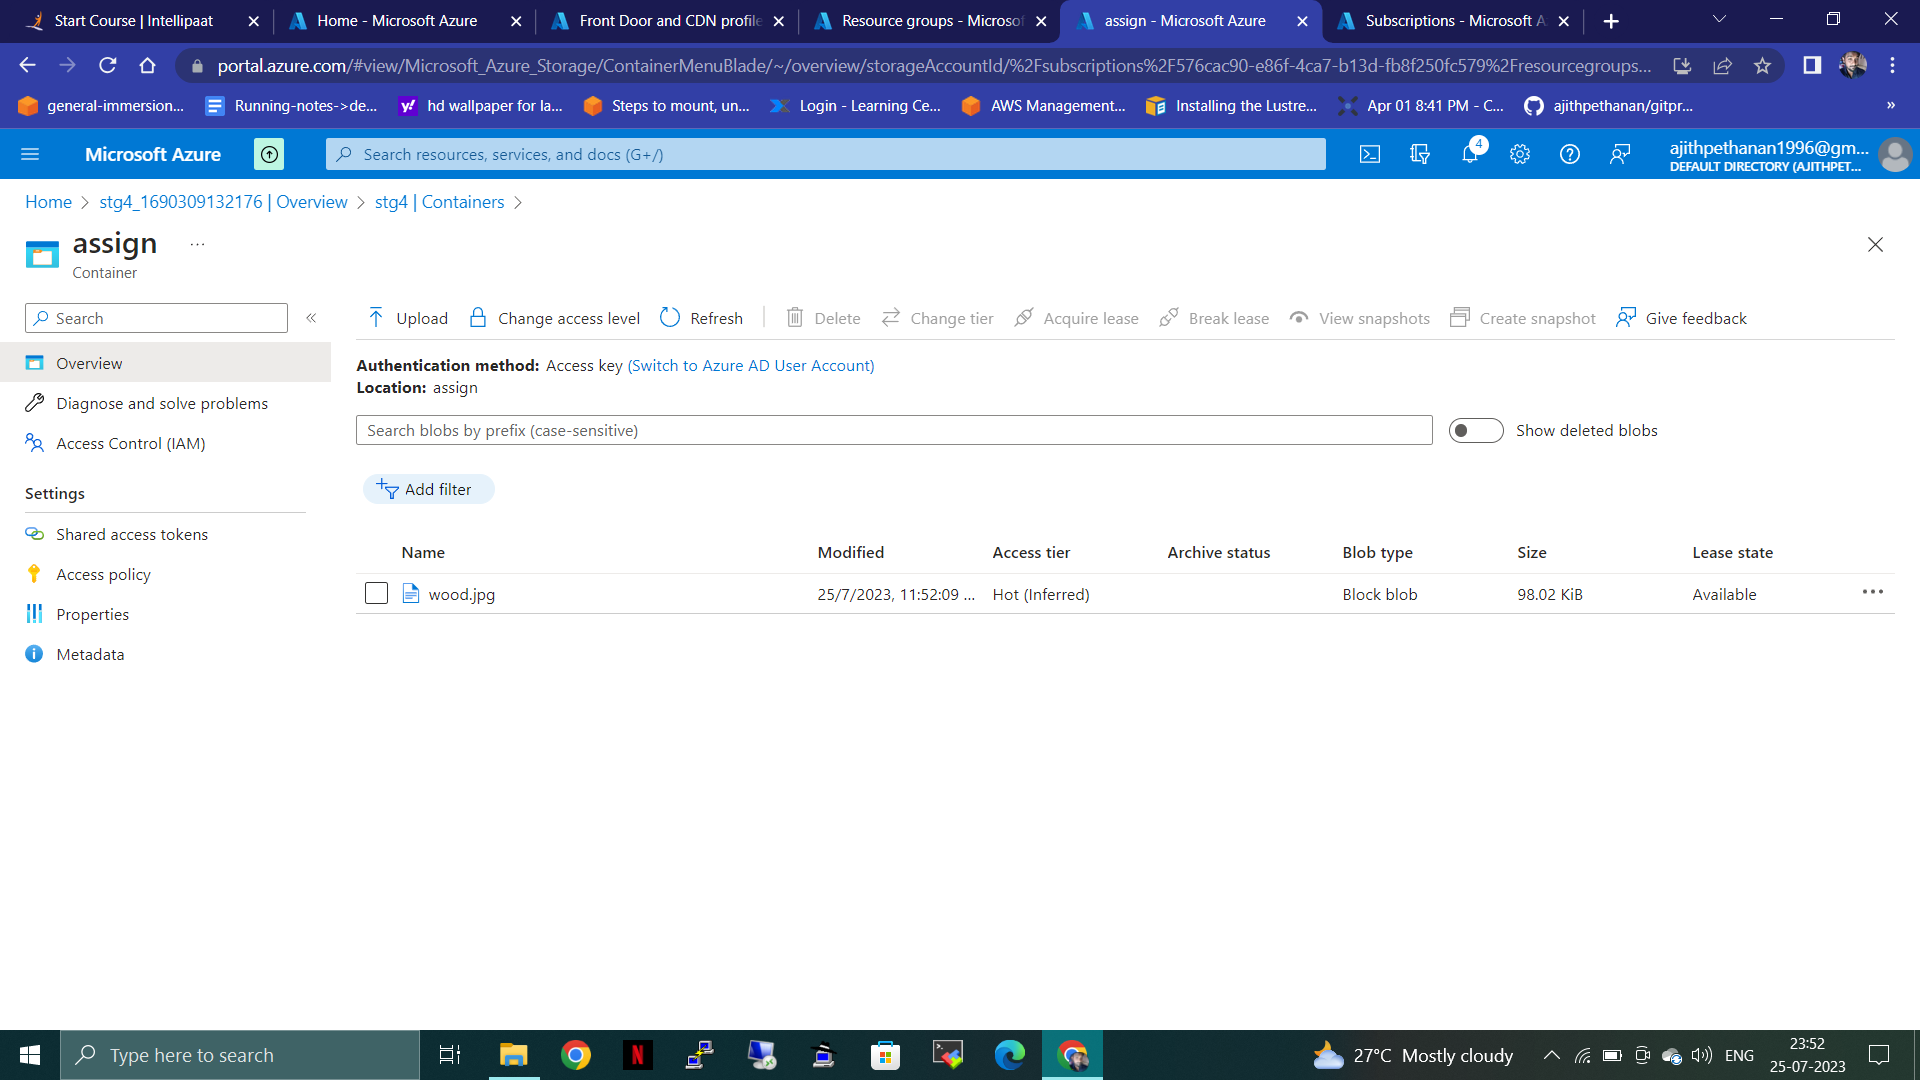 Start Course | Intellipaat
Home - Microsoft Azure
Front Door and CDN profile
Resource groups - Microsof
assign - Microsoft Azure
Subscriptions - Microsoft A
portal.azure.com/#view/Microsoft_Azure_Storage/ContainerMenuBlade/~/overview/storageAccountId/%2Fsubscriptions%2F576cac90-e86f-4ca7-b13d-fb8f250fc579%2Fresourcegroups...
general-immersion...
Running-notes->de...
hd wallpaper for la...
Steps to mount, un...
Login - Learning Ce...
AWS Management...
Installing the Lustre...
Apr 01 8:41 PM - C...
ajithpethanan/gitpr...
»
Microsoft Azure
Search resources, services, and docs (G+/)
4
ajithpethanan1996@gm...
DEFAULT DIRECTORY (AJITHPET...
Home > stg4_1690309132176 | Overview > stg4 | Containers >
assign ...
Container
Search
«
Upload
Change access level
Refresh
Delete
Change tier
Acquire lease
Break lease
View snapshots
Create snapshot
Give feedback
Overview
Diagnose and solve problems
Access Control (IAM)
Settings
Shared access tokens
Access policy
Properties
Metadata
Authentication method: Access key (Switch to Azure AD User Account)
Location: assign
Search blobs by prefix (case-sensitive)
Show deleted blobs
Add filter
Name Modified Access tier Archive status Blob type Size Lease state
wood.jpg 25/7/2023, 11:52:09 ... Hot (Inferred) Block blob 98.02 KiB Available ...
Type here to search
N
27°C Mostly cloudy
ENG
23:52
25-07-2023